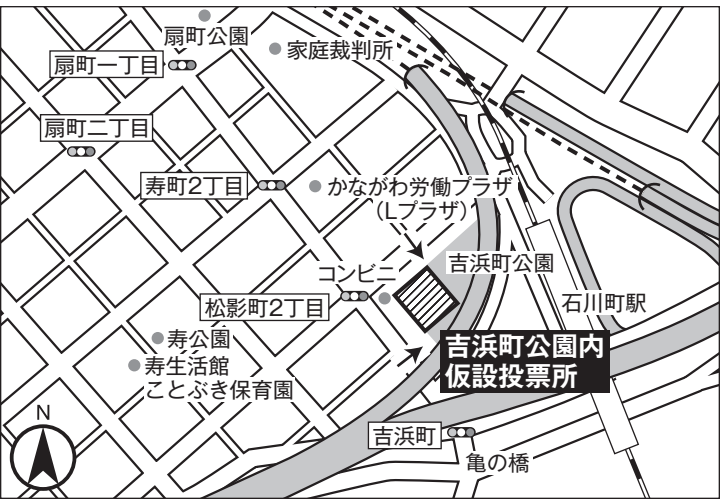 扇町公園
家庭裁判所
扇町一丁目
扇町二丁目
寿町2丁目
かながわ労働プラザ
（Lプラザ）
コンビニ
吉浜町公園
松影町2丁目
石川町駅
寿公園
寿生活館
ことぶき保育園
吉浜町公園内
仮設投票所
N
吉浜町
亀の橋